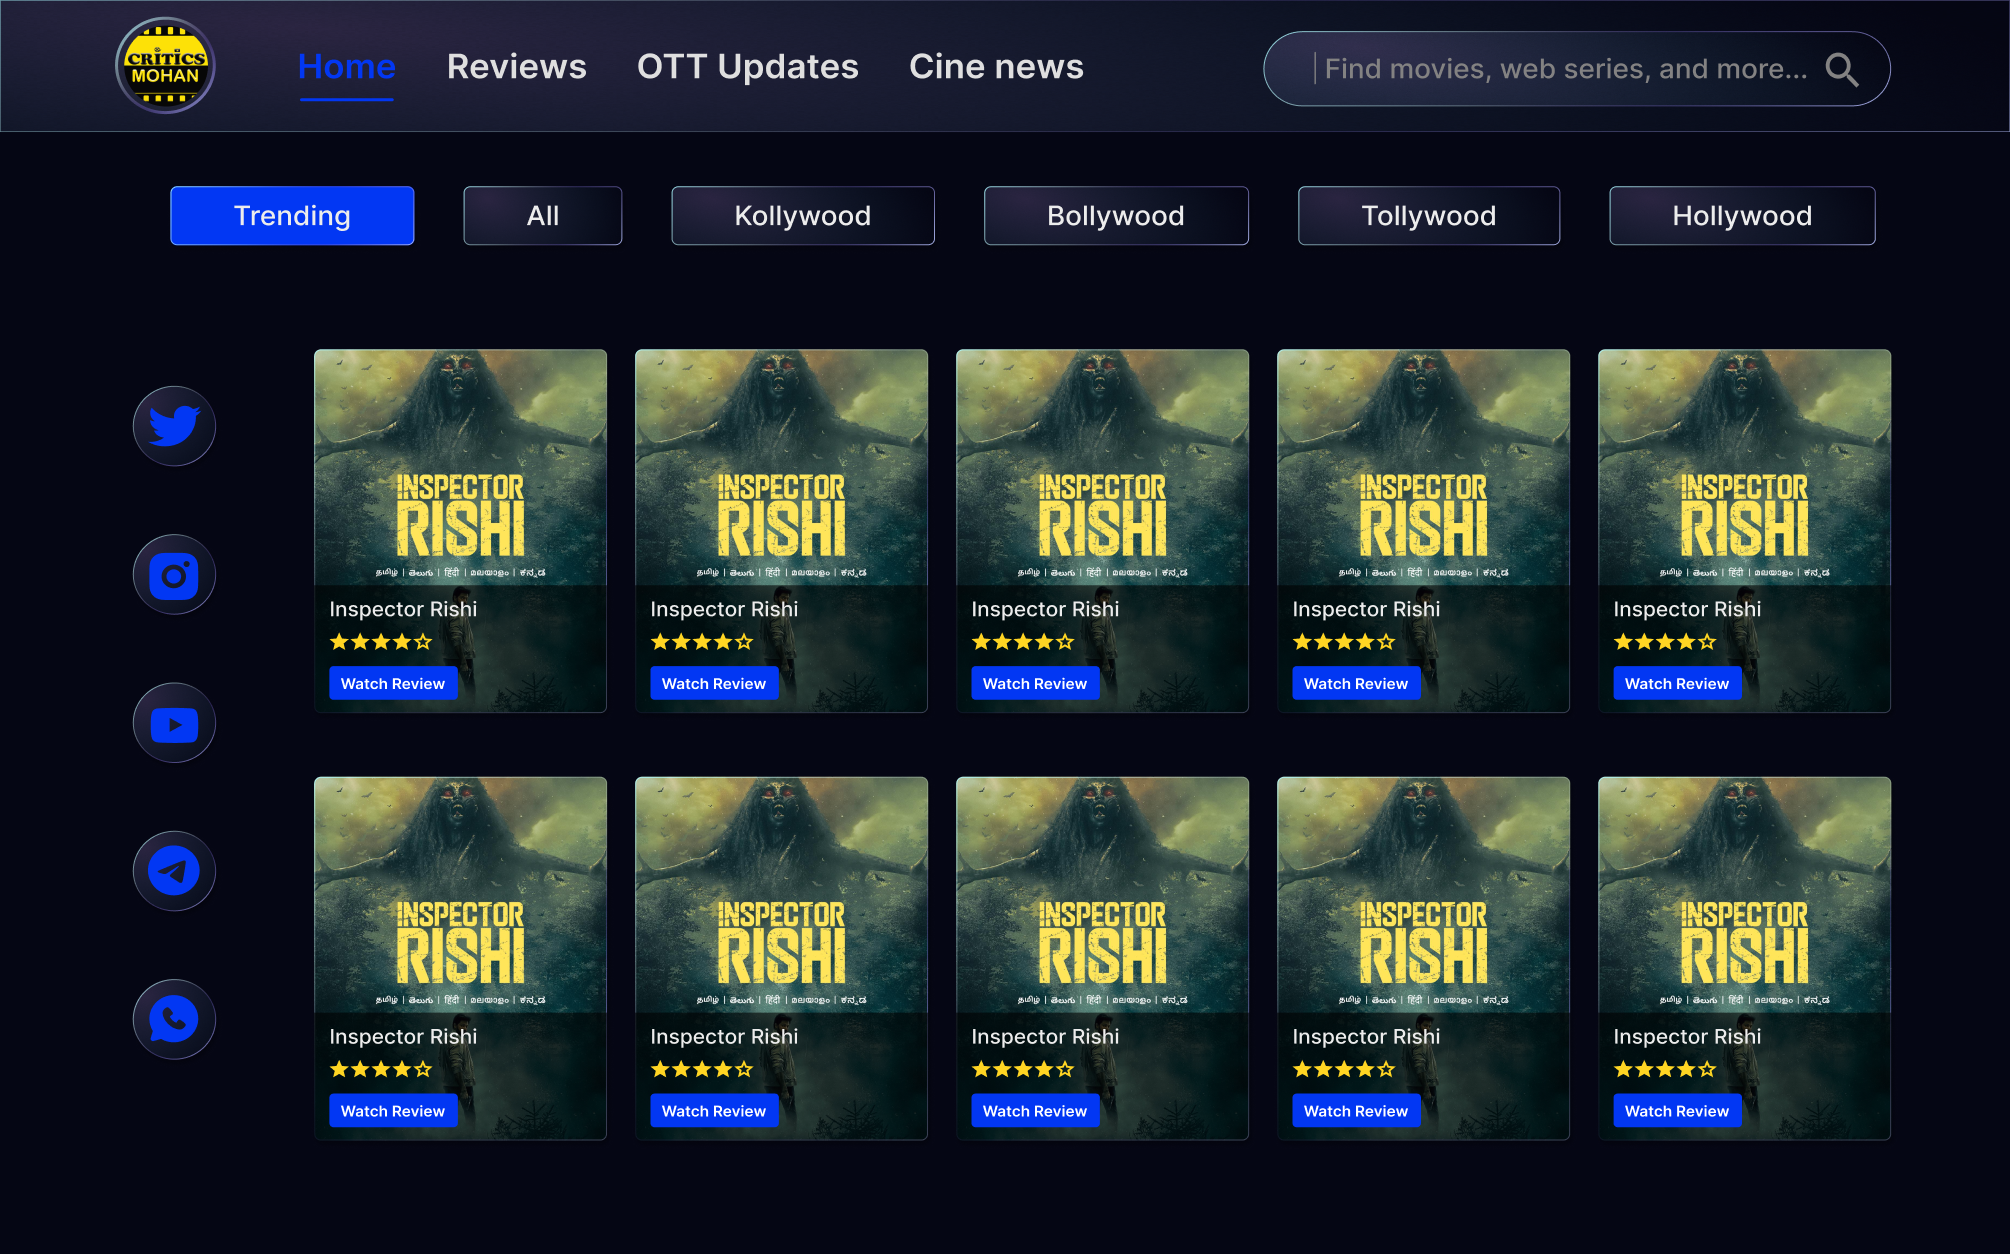 CRITICS
MOHAN
Home
Reviews
OTT Updates
Cine news
Find movies, web series, and more...
Trending
All
Kollywood
Bollywood
Tollywood
Hollywood
INSPECTOR
RISHI
தமிழ் | తెలుగు | हिंदी | മലയാളം | ಕನ್ನಡ
Inspector Rishi
Watch Review
INSPECTOR
RISHI
தமிழ் | తెలుగు | हिंदी | മലയാളം | ಕನ್ನಡ
Inspector Rishi
Watch Review
INSPECTOR
RISHI
தமிழ் | తెలుగు | हिंदी | മലയാളം | ಕನ್ನಡ
Inspector Rishi
Watch Review
INSPECTOR
RISHI
தமிழ் | తెలుగు | हिंदी | മലയാളം | ಕನ್ನಡ
Inspector Rishi
Watch Review
INSPECTOR
RISHI
தமிழ் | తెలుగు | हिंदी | മലയാളം | ಕನ್ನಡ
Inspector Rishi
Watch Review
INSPECTOR
RISHI
தமிழ் | తెలుగు | हिंदी | മലയാളം | ಕನ್ನಡ
Inspector Rishi
Watch Review
INSPECTOR
RISHI
தமிழ் | తెలుగు | हिंदी | മലയാളം | ಕನ್ನಡ
Inspector Rishi
Watch Review
INSPECTOR
RISHI
தமிழ் | తెలుగు | हिंदी | മലയാളം | ಕನ್ನಡ
Inspector Rishi
Watch Review
INSPECTOR
RISHI
தமிழ் | తెలుగు | हिंदी | മലയാളം | ಕನ್ನಡ
Inspector Rishi
Watch Review
INSPECTOR
RISHI
தமிழ் | తెలుగు | हिंदी | മലയാളം | ಕನ್ನಡ
Inspector Rishi
Watch Review